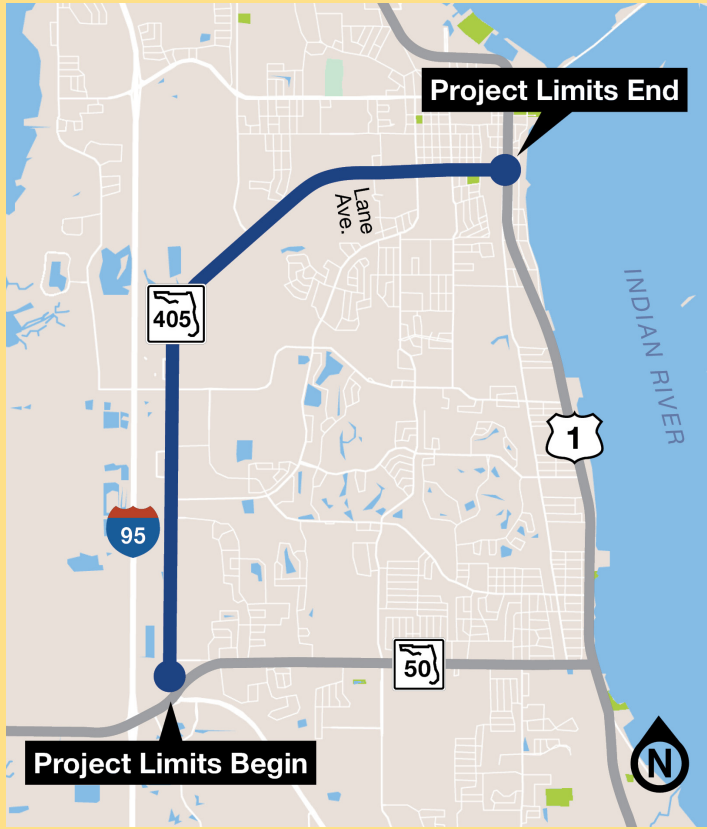 Project Limits End
Lane
Ave.
405
INDIAN RIVER
1
95
50
Project Limits Begin
N